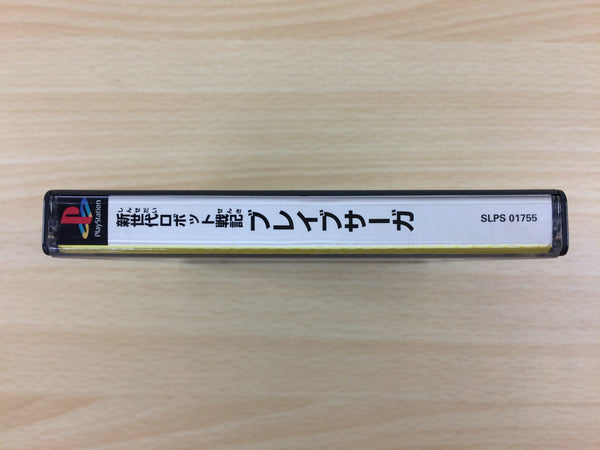 PlayStation
しんせだい せんき
新世代ロボット戦記
ブレイブサーガ
SLPS 01755